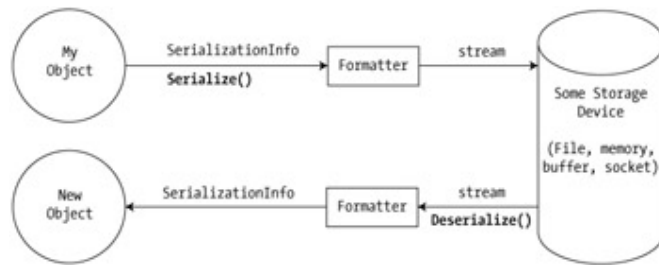 My
Object
SerializationInfo
Serialize()
Formatter
stream
Some Storage
Device
(File, memory,
buffer, socket)
New
Object
SerializationInfo
Formatter
stream
Deserialize()